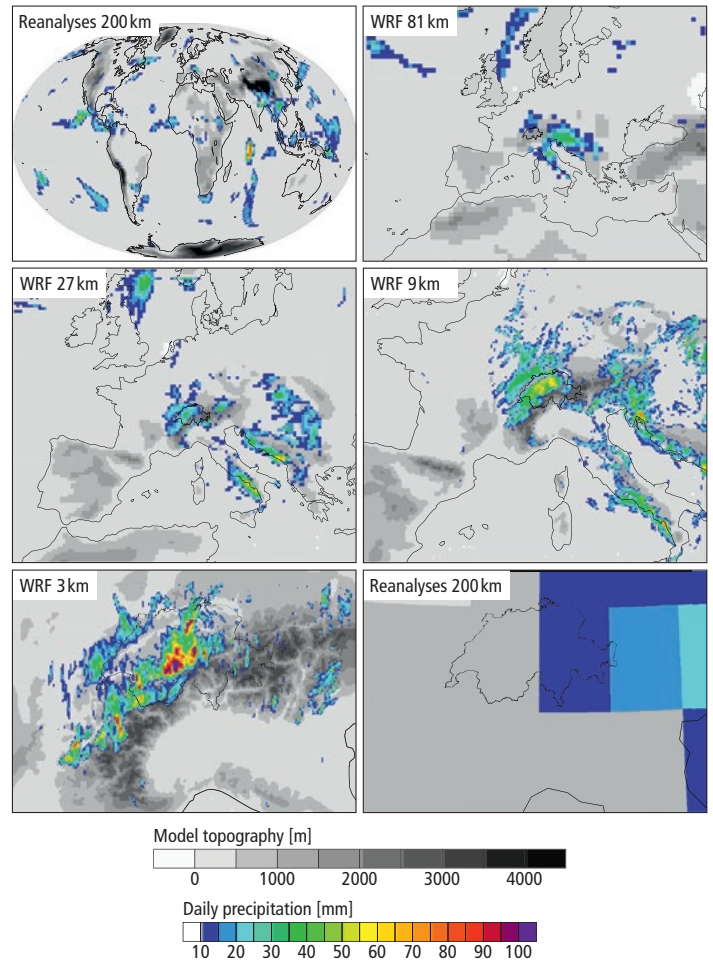 Reanalyses 200 km
WRF 81 km
WRF 27 km
WRF 9 km
WRF 3 km
Reanalyses 200 km
Model topography [m]
0 1000 2000 3000 4000
Daily precipitation [mm]
10 20 30 40 50 60 70 80 90 100